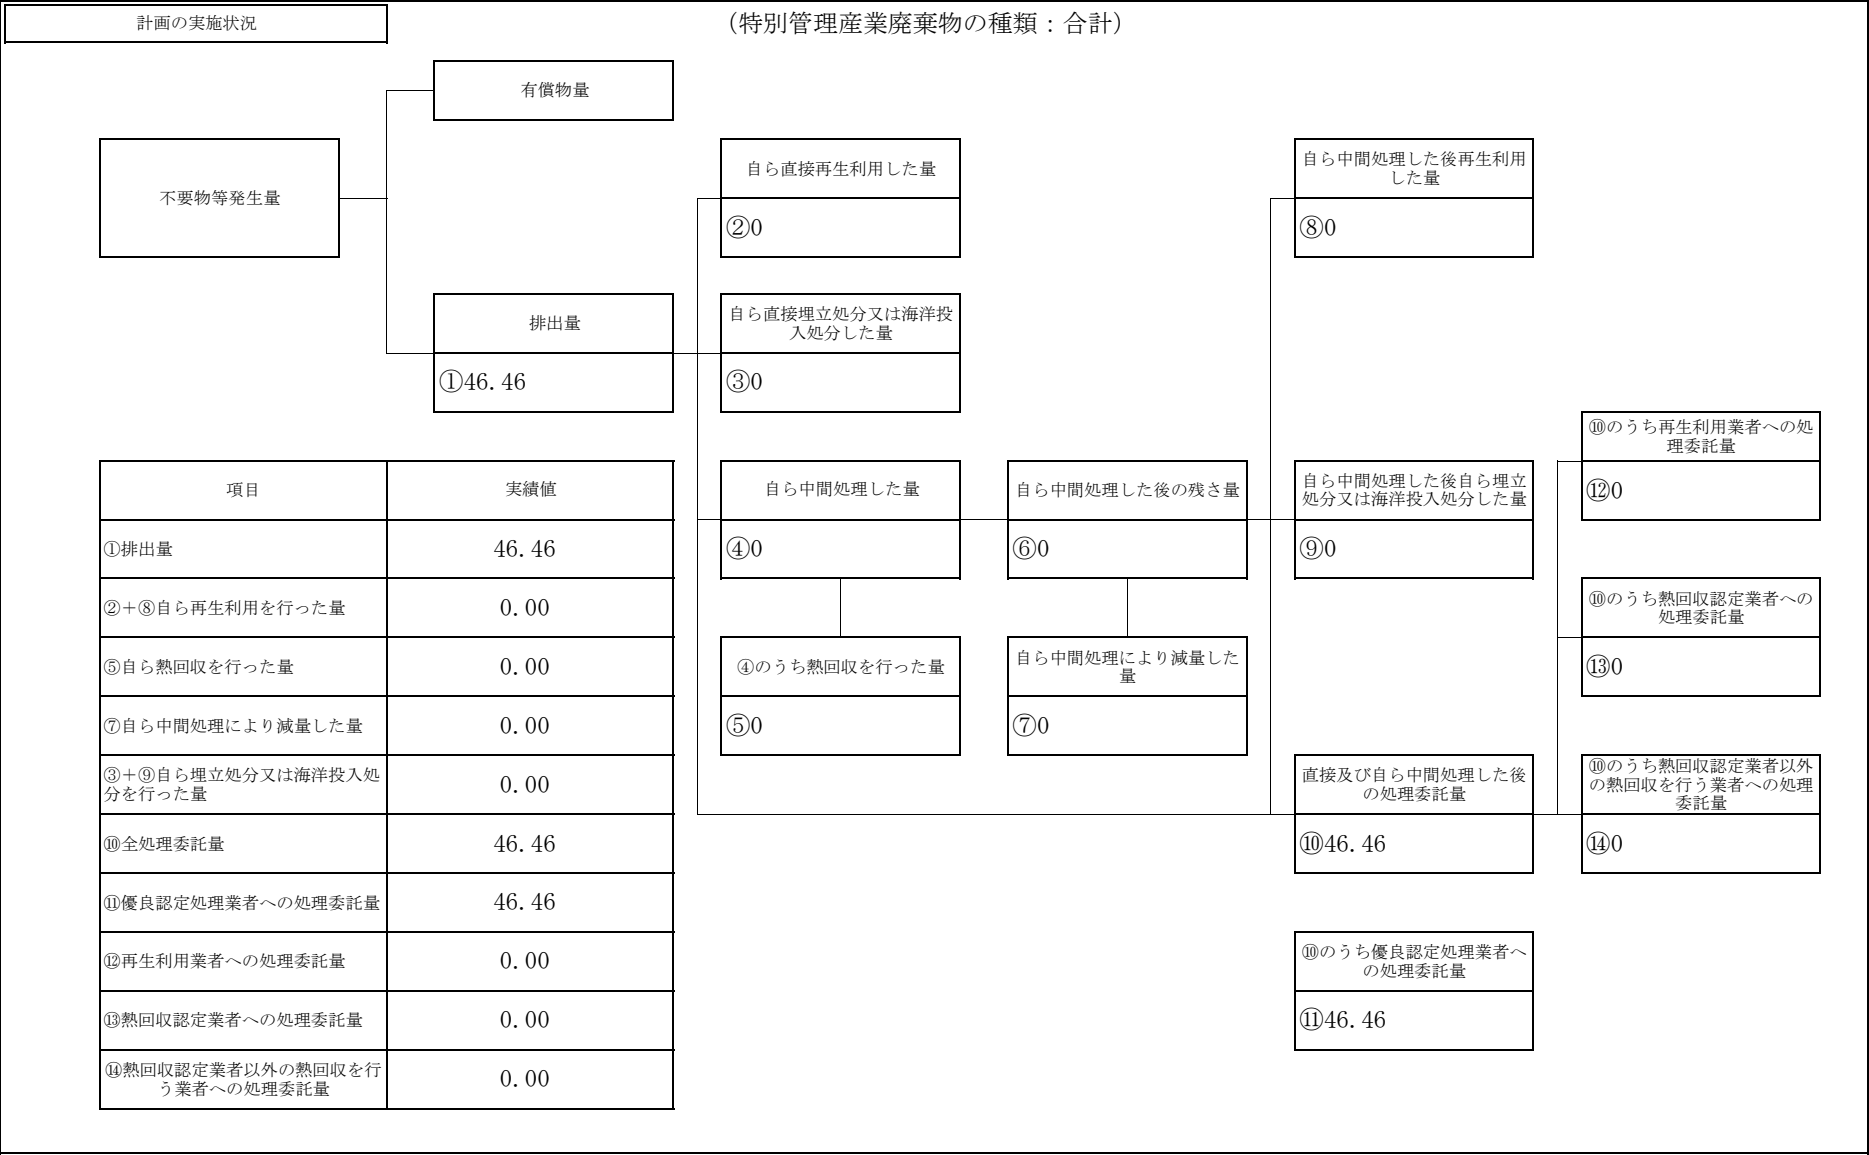 計画の実施状況
（特別管理産業廃棄物の種類：合計）
有償物量
不要物等発生量
自ら直接再生利用した量
②0
自ら中間処理した後再生利用
した量
⑧0
排出量
①46.46
自ら直接埋立処分又は海洋投
入処分した量
③0
⑩のうち再生利用業者への処
理委託量
⑫0
自ら中間処理した量
④0
自ら中間処理した後の残さ量
⑥0
自ら中間処理した後自ら埋立
処分又は海洋投入処分した量
⑨0
⑩のうち熱回収認定業者への
処理委託量
⑬0
④のうち熱回収を行った量
⑤0
自ら中間処理により減量した
量
⑦0
直接及び自ら中間処理した後
の処理委託量
⑩46.46
⑩のうち熱回収認定業者以外
の熱回収を行う業者への処理
委託量
⑭0
⑩のうち優良認定処理業者へ
の処理委託量
⑪46.46
項目 実績値
①排出量 46.46
②＋⑧自ら再生利用を行った量 0.00
⑤自ら熱回収を行った量 0.00
⑦自ら中間処理により減量した量 0.00
③＋⑨自ら埋立処分又は海洋投入処
分を行った量 0.00
⑩全処理委託量 46.46
⑪優良認定処理業者への処理委託量 46.46
⑫再生利用業者への処理委託量 0.00
⑬熱回収認定業者への処理委託量 0.00
⑭熱回収認定業者以外の熱回収を行
う業者への処理委託量 0.00